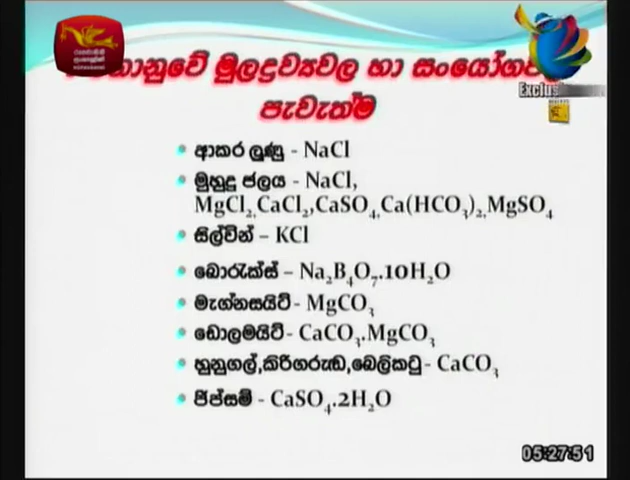 ධාතුවේ මූලද්‍රව්‍යවල හා සංයෝගවල
පැවැත්ම
Exclus
ආකර ලුණු - NaCl
මුහුදු ජලය - NaCl,
MgCl₂,CaCl₂,CaSO₄,Ca(HCO₃)₂,MgSO₄
සිල්වින් – KCl
බොරැක්ස් – Na₂B₄O₇.10H₂O
මැග්නසයිට් - MgCO₃
ඩොලමයිට් - CaCO₃.MgCO₃
හුනුගල්,කිරිගරුඬ,බෙලිකටු - CaCO₃
ජිප්සම් - CaSO₄.2H₂O
05:27:51